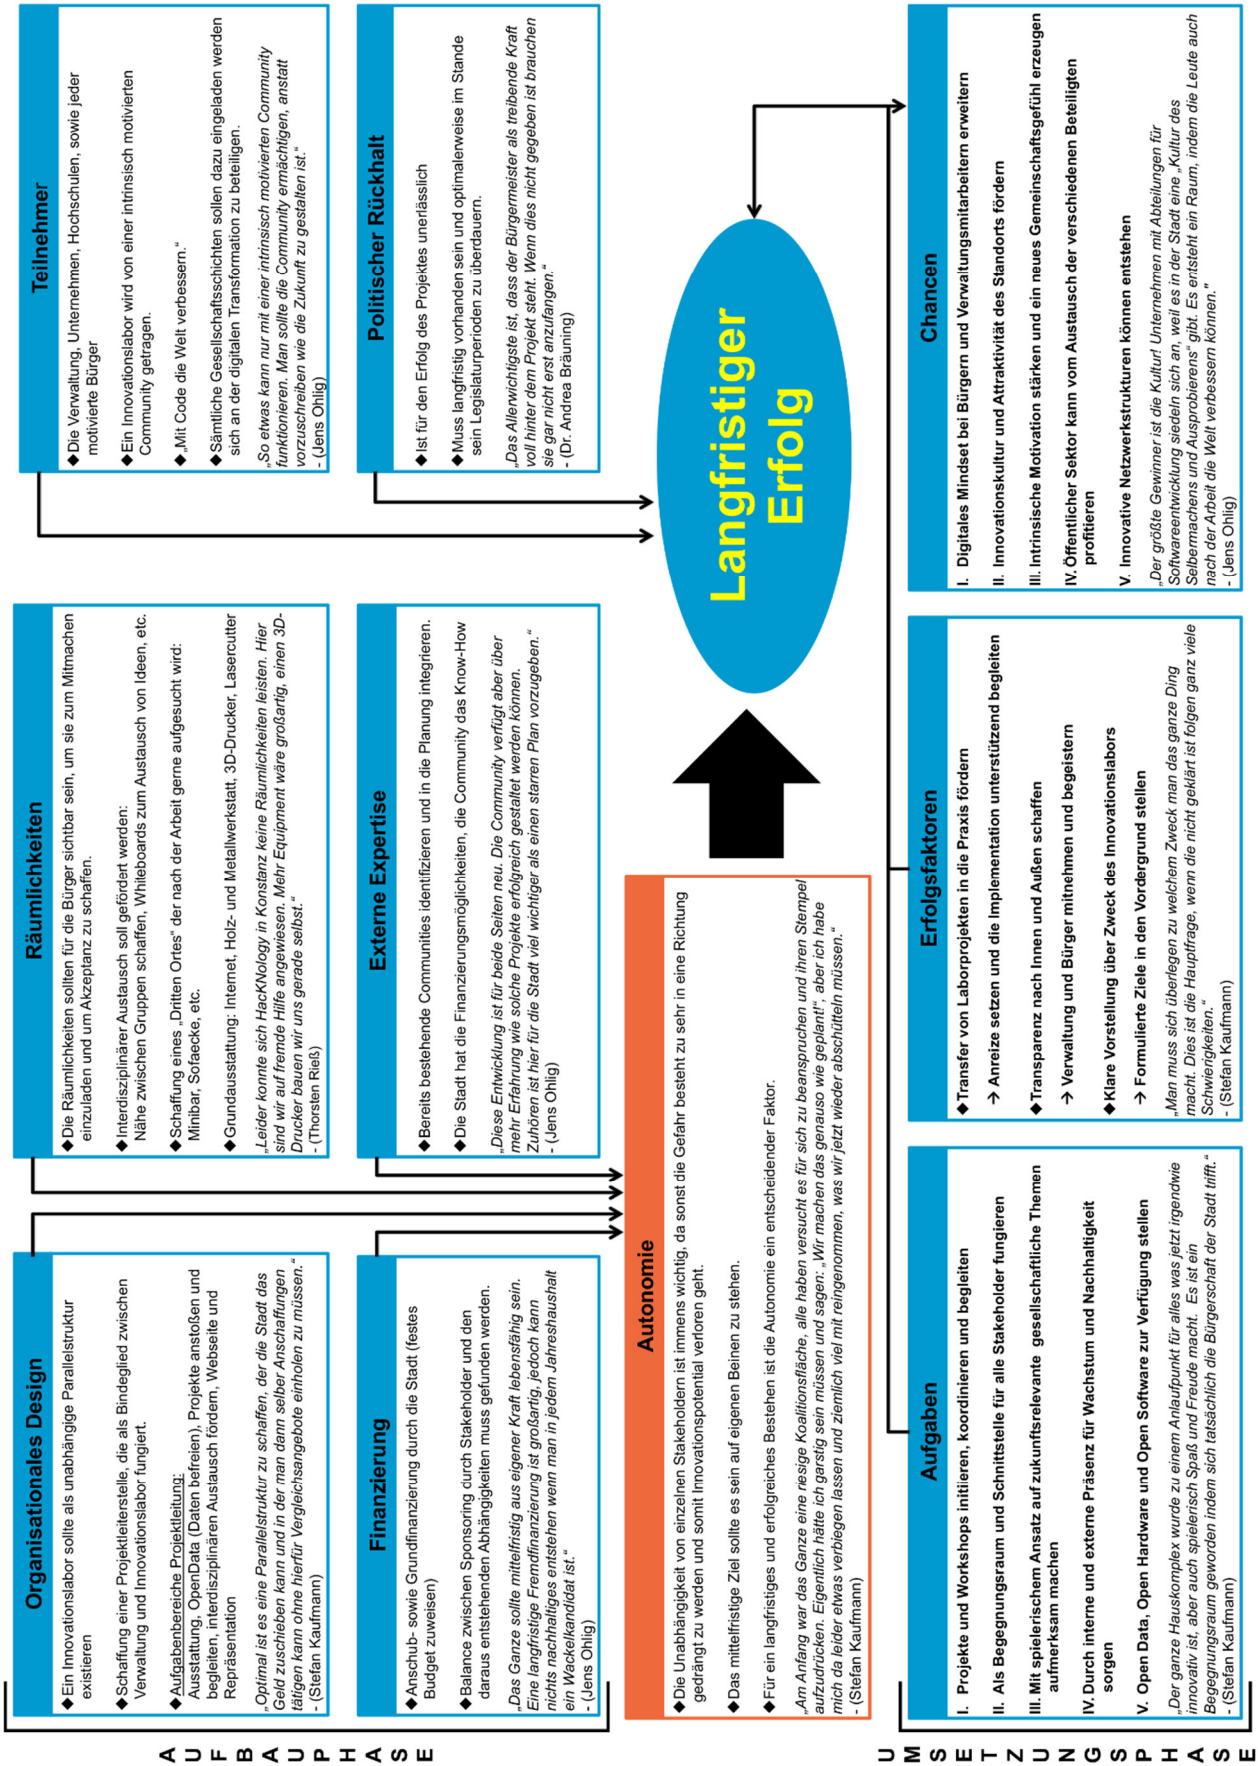 AUFBAUPHASE
Organisationales Design
◆Ein Innovationslabor sollte als unabhängige Parallelstruktur
existieren
◆Schaffung einer Projektleiterstelle, die als Bindeglied zwischen
Verwaltung und Innovationslabor fungiert.
◆Aufgabenbereiche Projektleitung:
Ausstattung, OpenData (Daten befreien), Projekte anstoßen und
begleiten, interdisziplinären Austausch fördern, Webseite und
Repräsentation
„Optimal ist es eine Parallelstruktur zu schaffen, der die Stadt das
Geld zuschieben kann und in der man dann selber Anschaffungen
tätigen kann ohne hierfür Vergleichsangebote einholen zu müssen.“
- (Stefan Kaufmann)
Räumlichkeiten
◆Die Räumlichkeiten sollten für die Bürger sichtbar sein, um sie zum Mitmachen
einzuladen und um Akzeptanz zu schaffen.
◆Interdisziplinärer Austausch soll gefördert werden:
Nähe zwischen Gruppen schaffen, Whiteboards zum Austausch von Ideen, etc.
◆Schaffung eines „Dritten Ortes“ der nach der Arbeit gerne aufgesucht wird:
Minibar, Sofaecke, etc.
◆Grundausstattung: Internet, Holz- und Metallwerkstatt, 3D-Drucker, Lasercutter
„Leider konnte sich HacKNology in Konstanz keine Räumlichkeiten leisten. Hier
sind wir auf fremde Hilfe angewiesen. Mehr Equipment wäre großartig, einen 3D-
Drucker bauen wir uns gerade selbst.“
- (Thorsten Rieß)
Teilnehmer
◆Die Verwaltung, Unternehmen, Hochschulen, sowie jeder
motivierte Bürger
◆Ein Innovationslabor wird von einer intrinsisch motivierten
Community getragen.
◆„Mit Code die Welt verbessern.“
◆Sämtliche Gesellschaftsschichten sollen dazu eingeladen werden
sich an der digitalen Transformation zu beteiligen.
„So etwas kann nur mit einer intrinsisch motivierten Community
funktionieren. Man sollte die Community ermächtigen, anstatt
vorzuschreiben wie die Zukunft zu gestalten ist.“
- (Jens Ohlig)
Finanzierung
◆Anschub- sowie Grundfinanzierung durch die Stadt (festes
Budget zuweisen)
◆Balance zwischen Sponsoring durch Stakeholder und den
daraus entstehenden Abhängigkeiten muss gefunden werden.
„Das Ganze sollte mittelfristig aus eigener Kraft lebensfähig sein.
Eine langfristige Fremdfinanzierung ist großartig, jedoch kann
nichts nachhaltiges entstehen wenn man in jedem Jahreshaushalt
ein Wackelkandidat ist.“
- (Jens Ohlig)
Externe Expertise
◆Bereits bestehende Communities identifizieren und in die Planung integrieren.
◆Die Stadt hat die Finanzierungsmöglichkeiten, die Community das Know-How
„Diese Entwicklung ist für beide Seiten neu. Die Community verfügt aber über
mehr Erfahrung wie solche Projekte erfolgreich gestaltet werden können.
Zuhören ist hier für die Stadt viel wichtiger als einen starren Plan vorzugeben.“
- (Jens Ohlig)
Politischer Rückhalt
◆Ist für den Erfolg des Projektes unerlässlich
◆Muss langfristig vorhanden sein und optimalerweise im Stande
sein Legislaturperioden zu überdauern.
„Das Allerwichtigste ist, dass der Bürgermeister als treibende Kraft
voll hinter dem Projekt steht. Wenn dies nicht gegeben ist brauchen
sie gar nicht erst anzufangen.“
- (Dr. Andrea Bräuning)
Autonomie
◆Die Unabhängigkeit von einzelnen Stakeholdern ist immens wichtig, da sonst die Gefahr besteht zu sehr in eine Richtung
gedrängt zu werden und somit Innovationspotential verloren geht.
◆Das mittelfristige Ziel sollte es sein auf eigenen Beinen zu stehen.
◆Für ein langfristiges und erfolgreiches Bestehen ist die Autonomie ein entscheidender Faktor.
„Am Anfang war das Ganze eine riesige Koalitionsfläche, alle haben versucht es für sich zu beanspruchen und ihren Stempel
aufzudrücken. Eigentlich hätte ich garstig sein müssen und sagen: „Wir machen das genauso wie geplant!“, aber ich habe
mich da leider etwas verbiegen lassen und ziemlich viel mit reingenommen, was wir jetzt wieder abschütteln müssen.“
- (Stefan Kaufmann)
Langfristiger
Erfolg
UMSETZUNGSPHASE
Aufgaben
I. Projekte und Workshops initiieren, koordinieren und begleiten
II. Als Begegnungsraum und Schnittstelle für alle Stakeholder fungieren
III. Mit spielerischem Ansatz auf zukunftsrelevante gesellschaftliche Themen
aufmerksam machen
IV. Durch interne und externe Präsenz für Wachstum und Nachhaltigkeit
sorgen
V. Open Data, Open Hardware und Open Software zur Verfügung stellen
„Der ganze Hauskomplex wurde zu einem Anlaufpunkt für alles was jetzt irgendwie
innovativ ist, aber auch spielerisch Spaß und Freude macht. Es ist ein
Begegnungsraum geworden indem sich tatsächlich die Bürgerschaft der Stadt trifft.“
- (Stefan Kaufmann)
Erfolgsfaktoren
◆Transfer von Laborprojekten in die Praxis fördern
→ Anreize setzen und die Implementation unterstützend begleiten
◆Transparenz nach Innen und Außen schaffen
→ Verwaltung und Bürger mitnehmen und begeistern
◆Klare Vorstellung über Zweck des Innovationslabors
→ Formulierte Ziele in den Vordergrund stellen
„Man muss sich überlegen zu welchem Zweck man das ganze Ding
macht. Dies ist die Hauptfrage, wenn die nicht geklärt ist folgen ganz viele
Schwierigkeiten.“
- (Stefan Kaufmann)
Chancen
I. Digitales Mindset bei Bürgern und Verwaltungsmitarbeitern erweitern
II. Innovationskultur und Attraktivität des Standorts fördern
III. Intrinsische Motivation stärken und ein neues Gemeinschaftsgefühl erzeugen
IV. Öffentlicher Sektor kann vom Austausch der verschiedenen Beteiligten
profitieren
V. Innovative Netzwerkstrukturen können entstehen
„Der größte Gewinner ist die Kultur! Unternehmen mit Abteilungen für
Softwareentwicklung siedeln sich an, weil es in der Stadt eine „Kultur des
Selbermachens und Ausprobierens“ gibt. Es entsteht ein Raum, indem die Leute auch
nach der Arbeit die Welt verbessern können.“
- (Jens Ohlig)